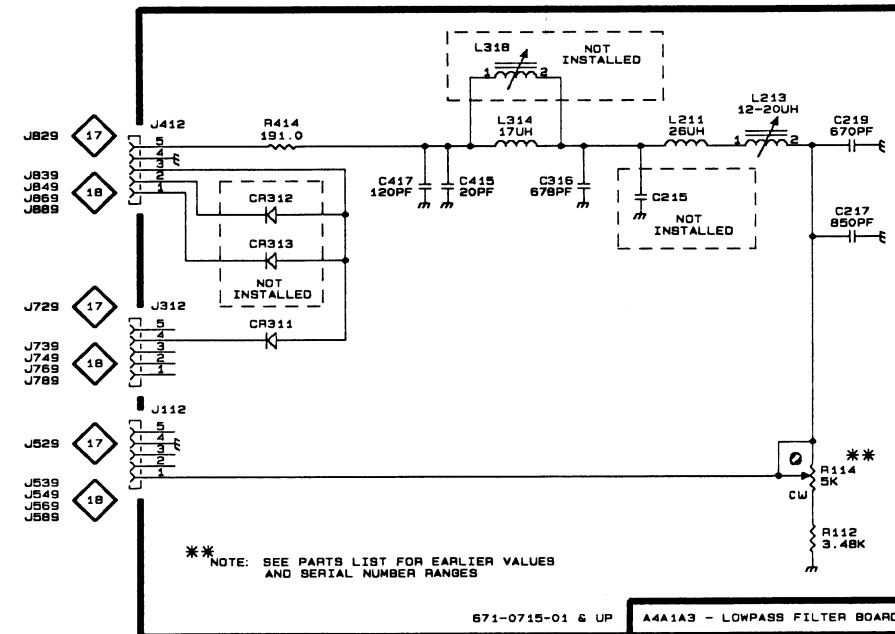 L318
NOT
INSTALLED
1 2
L213
12-20UH
J412
R414
191.0
L314
17UH
L211
26UH
1 2
C219
670PF
J829
17
5
4
3
2
1
J839
J849
J869
J889
18
C417
120PF
C415
20PF
C316
678PF
C215
NOT
INSTALLED
C217
850PF
CR312
CR313
NOT
INSTALLED
J729
17
J312
CR311
5
4
3
2
1
J739
J749
J769
J789
18
J112
J529
17
5
4
3
2
1
J539
J549
J569
J589
18
**
R114
5K
CW
R112
3.48K
**NOTE: SEE PARTS LIST FOR EARLIER VALUES
AND SERIAL NUMBER RANGES
671-0715-01 & UP
A4A1A3 - LOWPASS FILTER BOARD